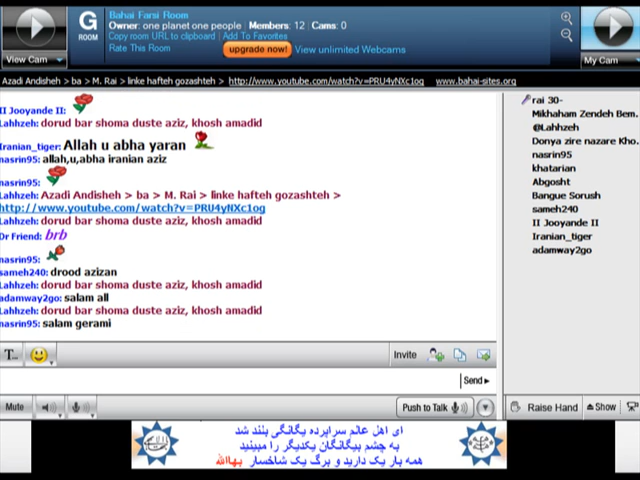 Bahai Farsi Room
Owner: one planet one people | Members: 12 | Cams: 0
Copy room URL to clipboard | Add To Favorites
Rate This Room
upgrade now!
View unlimited Webcams
G
ROOM
View Cam
My Cam
Azadi Andisheh > ba > M. Rai > linke hafteh gozashteh > http://www.youtube.com/watch?v=PRU4yNXc1og www.bahai-sites.org
II Jooyande II:
Lahhzeh: dorud bar shoma duste aziz, khosh amadid
Iranian_tiger: Allah u abha yaran
nasrin95: allah,u,abha iranian aziz
nasrin95:
Lahhzeh: Azadi Andisheh > ba > M. Rai > linke hafteh gozashteh >
http://www.youtube.com/watch?v=PRU4yNXc1og
Lahhzeh: dorud bar shoma duste aziz, khosh amadid
Dr Friend: brb
nasrin95:
sameh240: drood azizan
Lahhzeh: dorud bar shoma duste aziz, khosh amadid
adamway2go: salam all
Lahhzeh: dorud bar shoma duste aziz, khosh amadid
nasrin95: salam gerami
rai 30-
Mikhaham Zendeh Bem.
@Lahhzeh
Donya zire nazare Kho.
nasrin95
khatarian
Abgosht
Bangue Sorush
sameh240
II Jooyande II
Iranian_tiger
adamway2go
T...
Invite
Send
Mute
Push to Talk
Raise Hand
Show
ای اهل عالم سراپرده یگانگی بلند شد
به چشم بیگانگان یکدیگر را مبینید
همه بار یک دارید و برگ یک شاخسار بهاالله